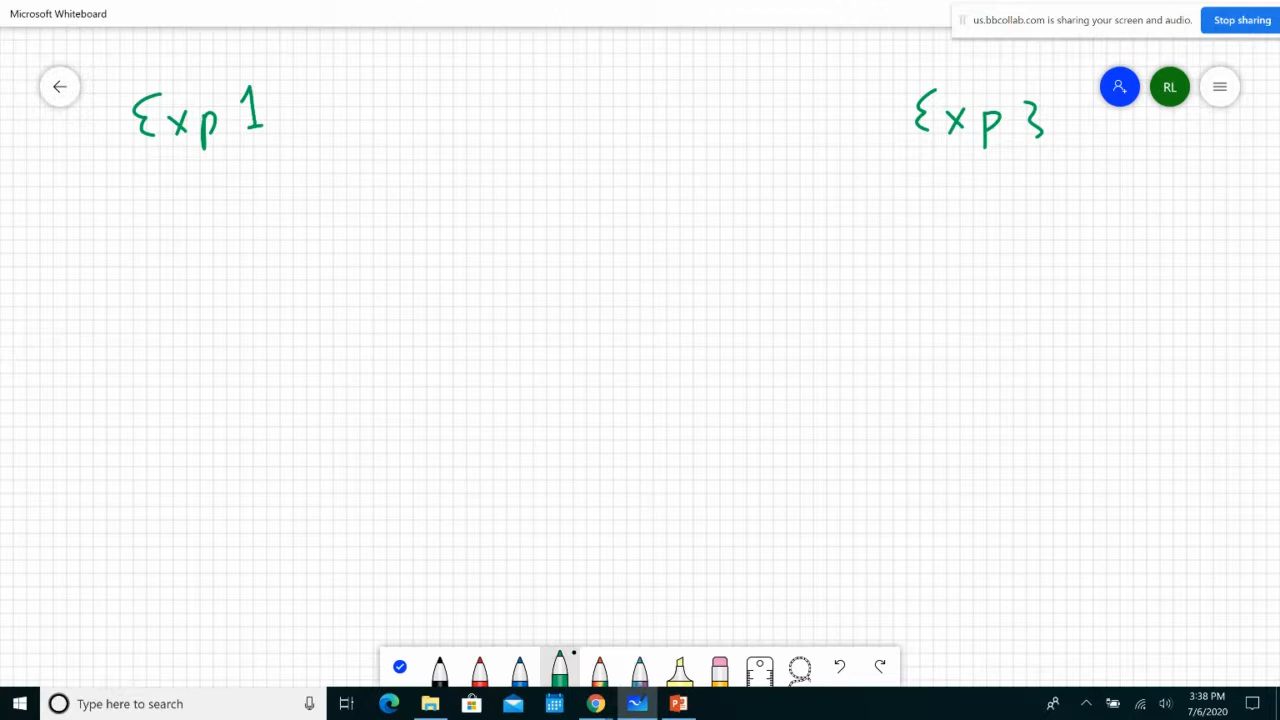 Microsoft Whiteboard
us.bbcollab.com is sharing your screen and audio.
Stop sharing
RL
Exp 1
Exp 3
Type here to search
3:38 PM
7/6/2020